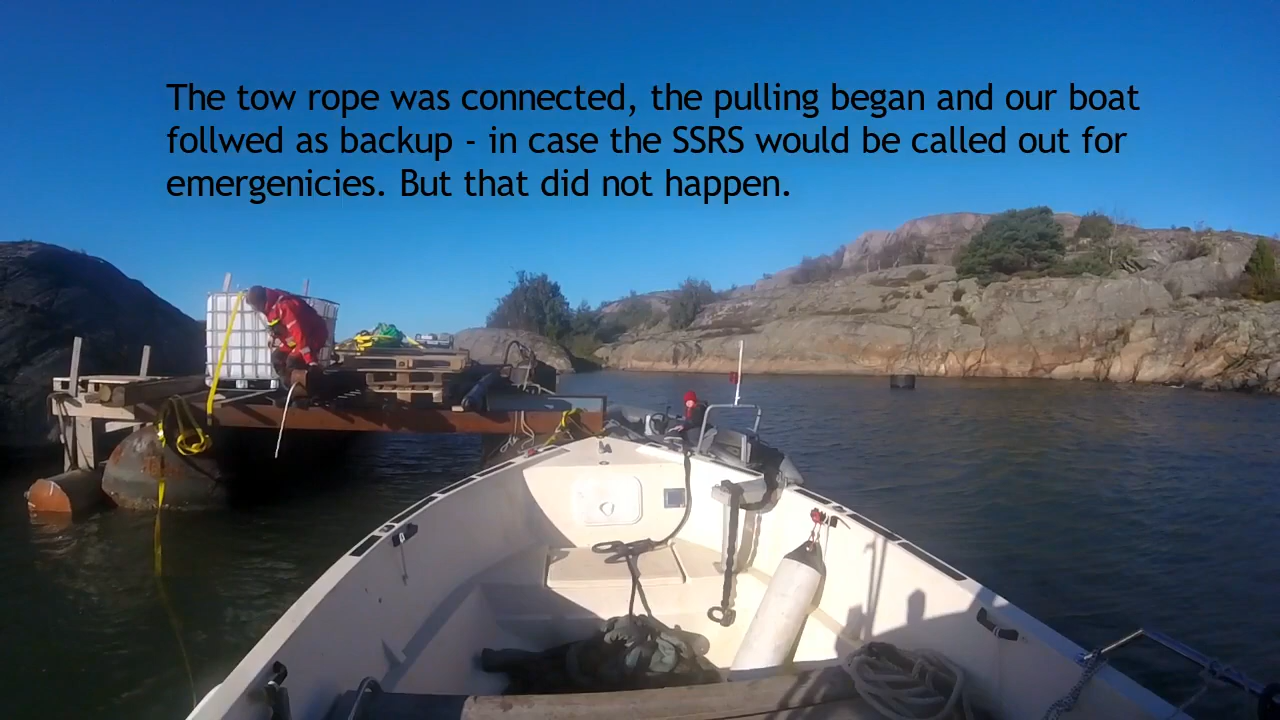 The tow rope was connected, the pulling began and our boat
follwed as backup - in case the SSRS would be called out for
emergenicies. But that did not happen.